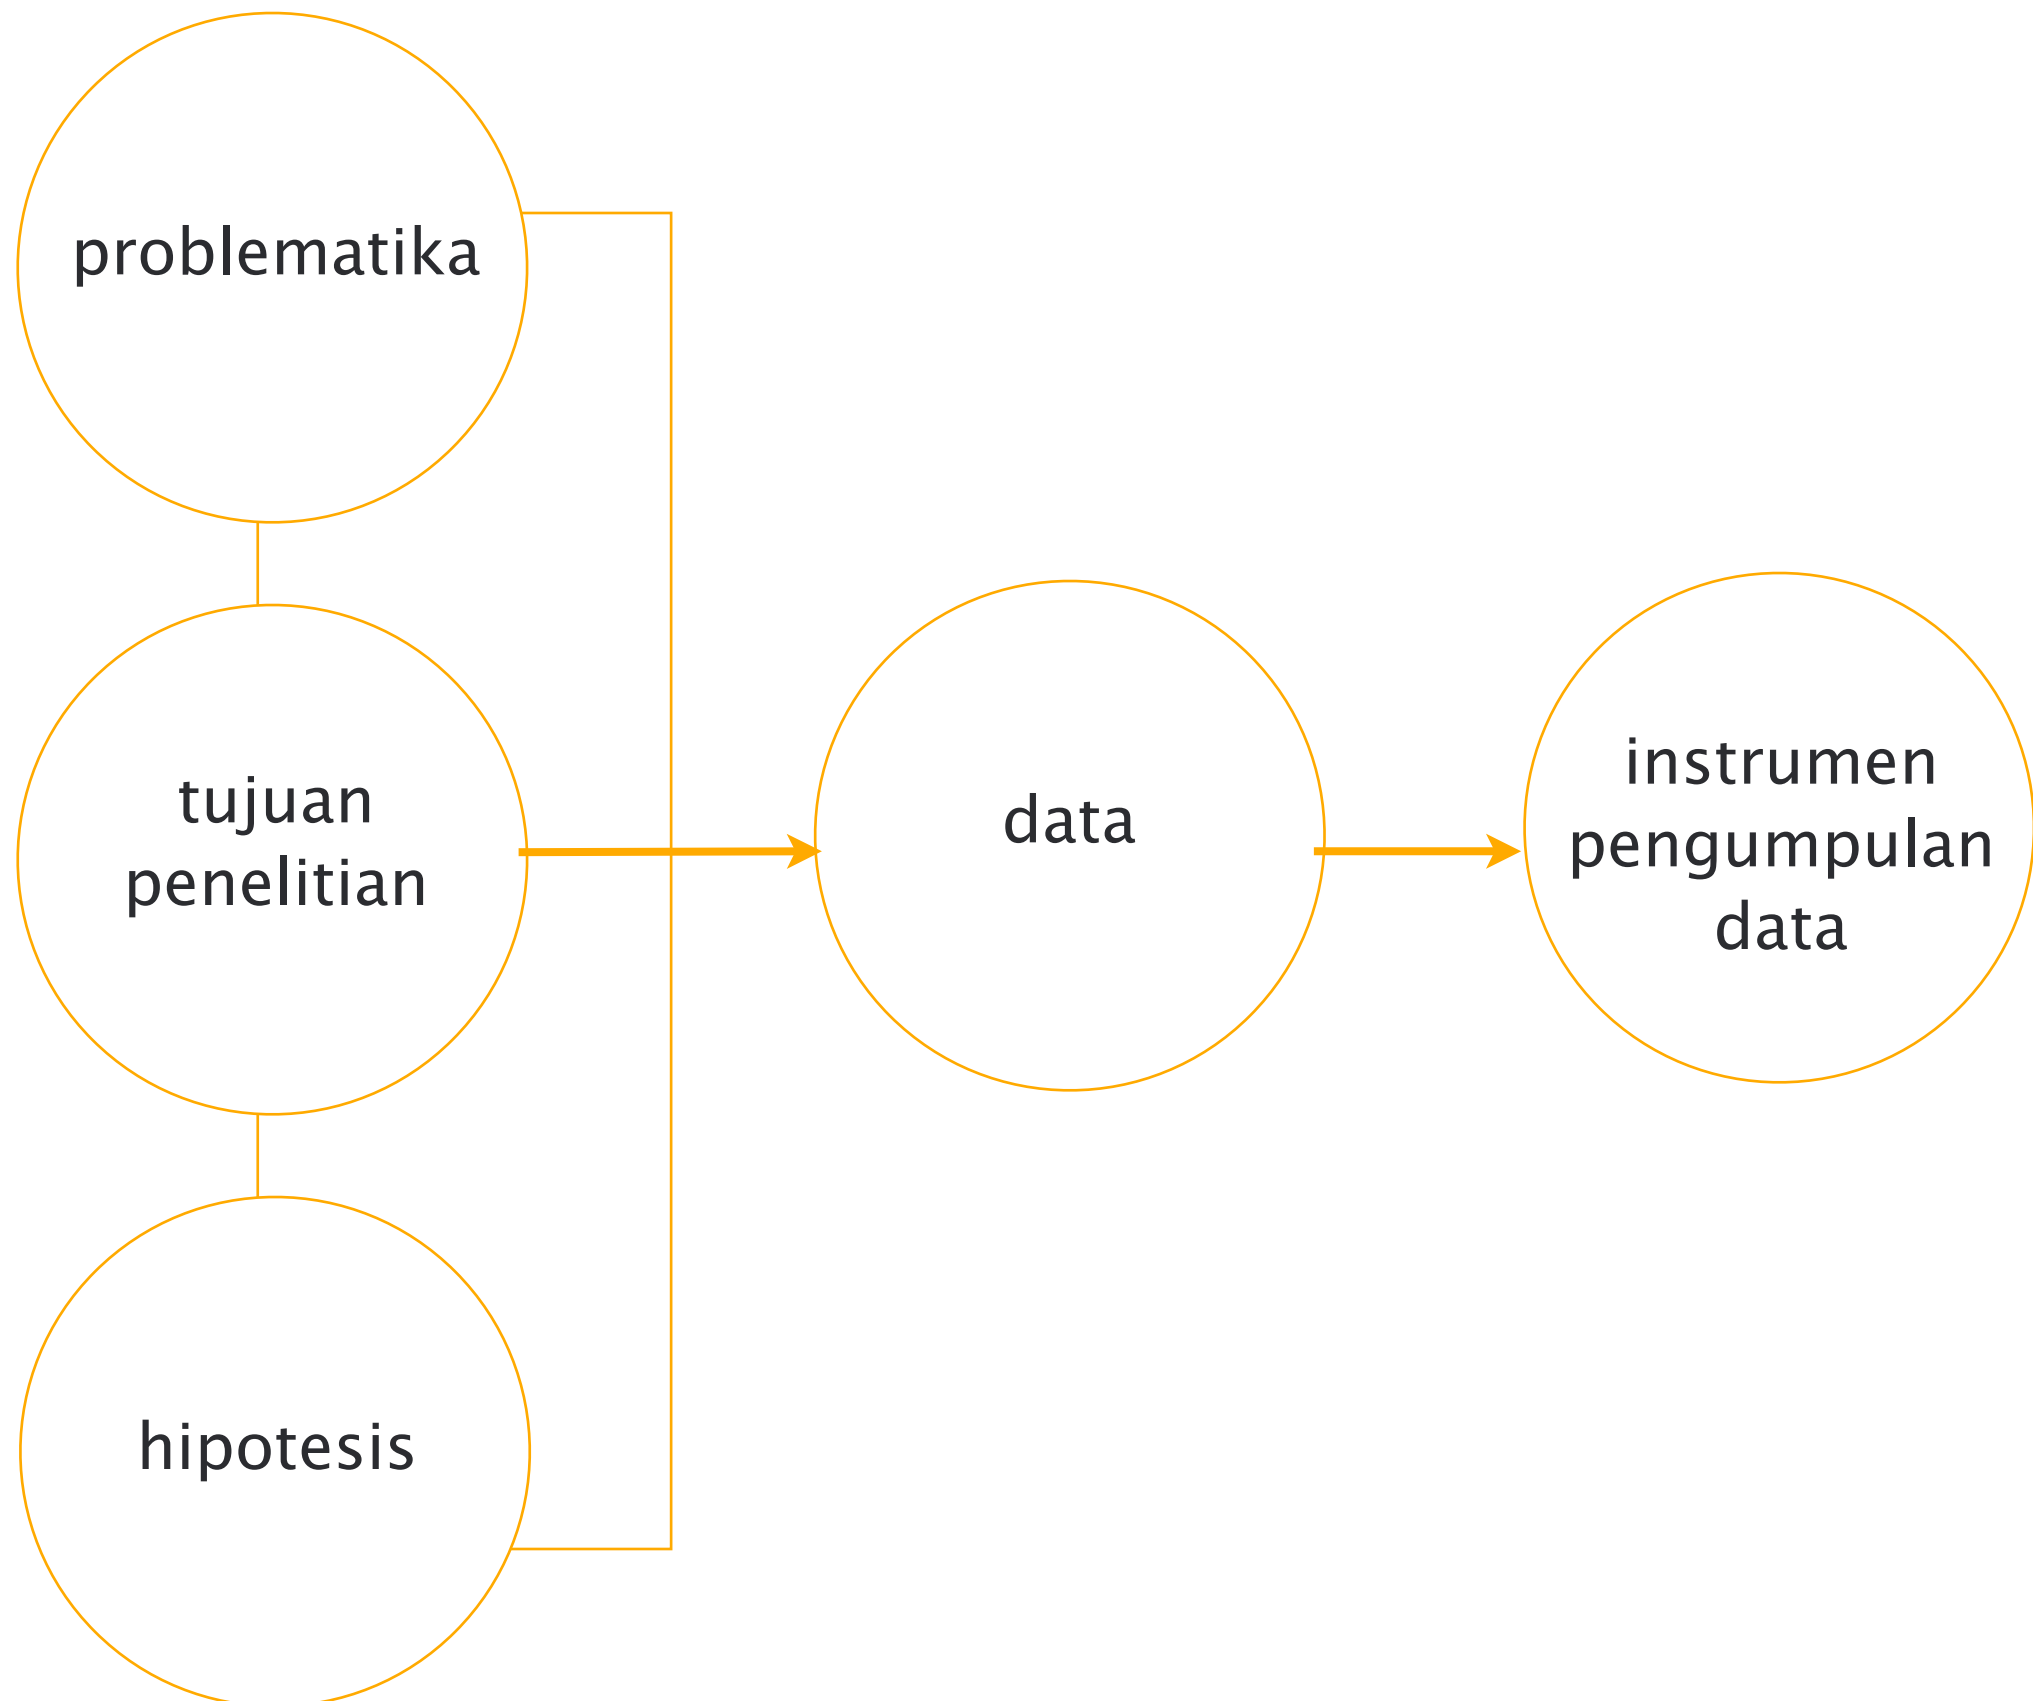 problematika
tujuan
penelitian
hipotesis
data
instrumen
pengumpulan
data